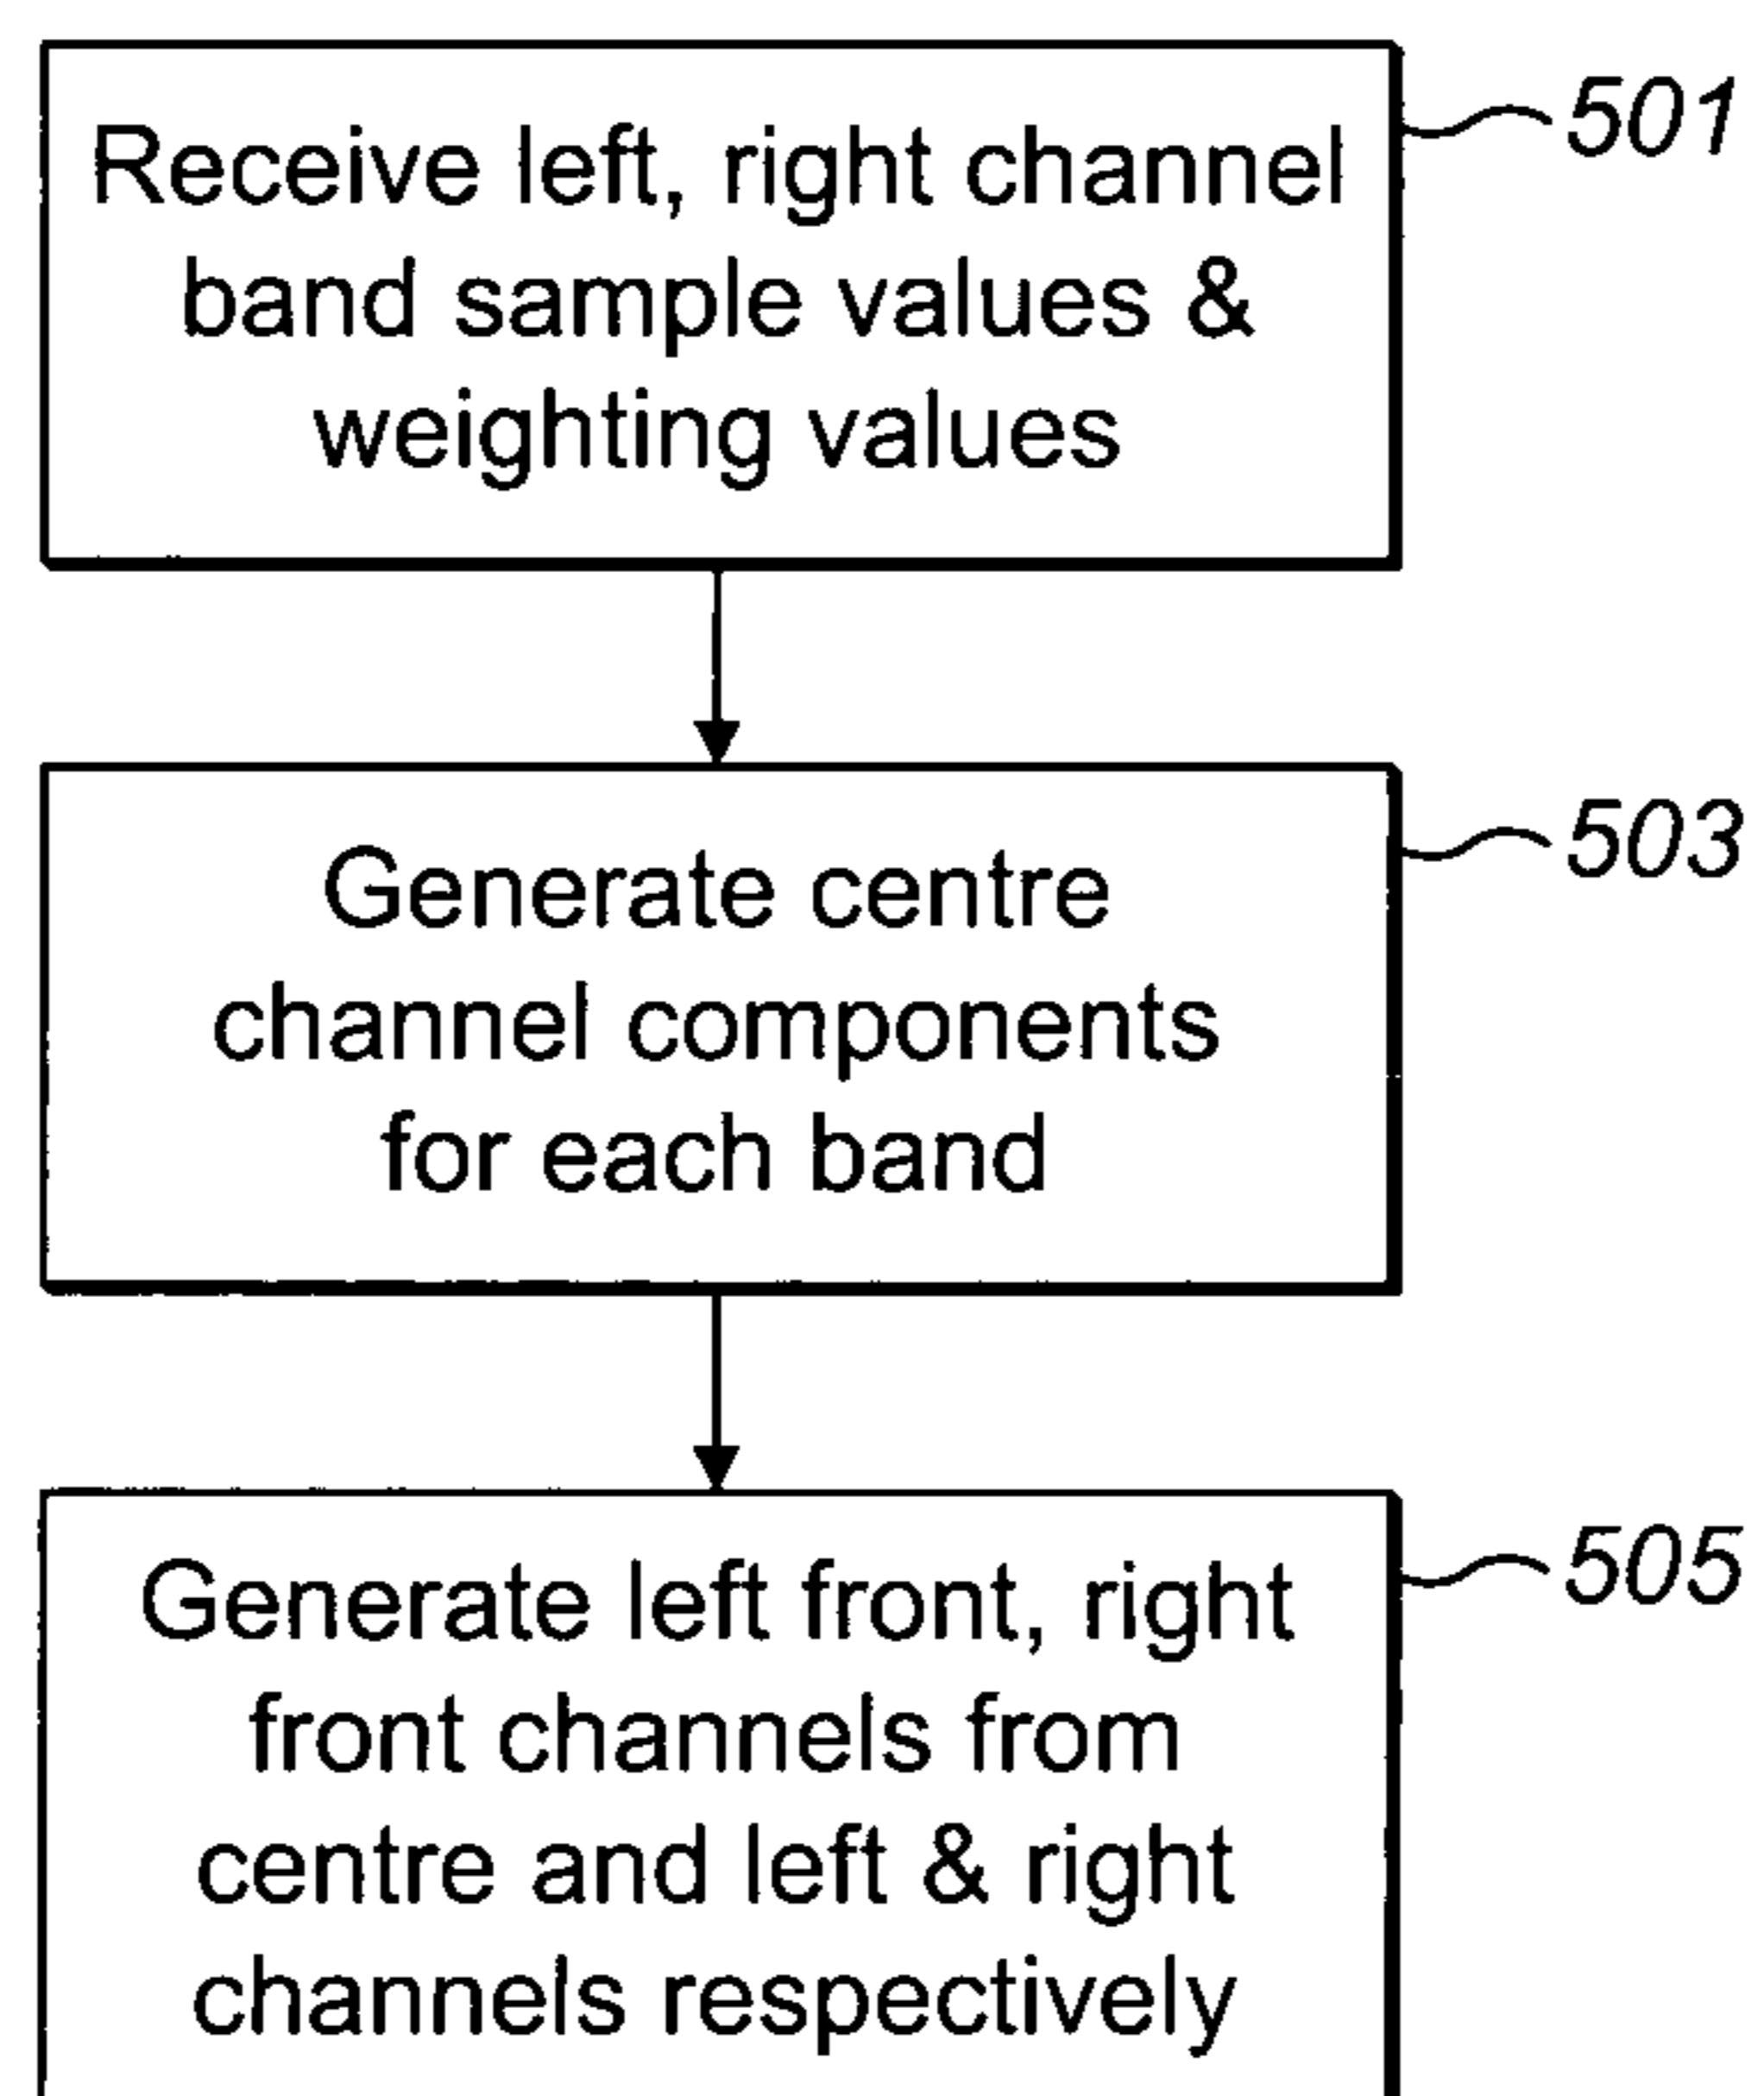 Receive left, right channel
band sample values &
weighting values
501
Generate centre
channel components
for each band
503
Generate left front, right
front channels from
centre and left & right
channels respectively
505